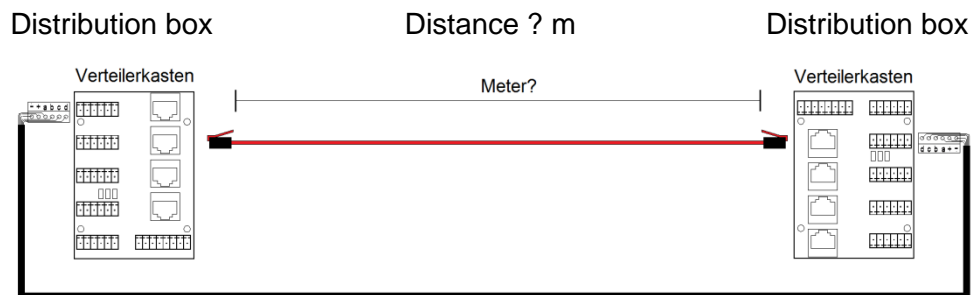 Distribution box
Distance ? m
Distribution box
Verteilerkasten
Meter?
Verteilerkasten
- + a b c d
d c b a + -